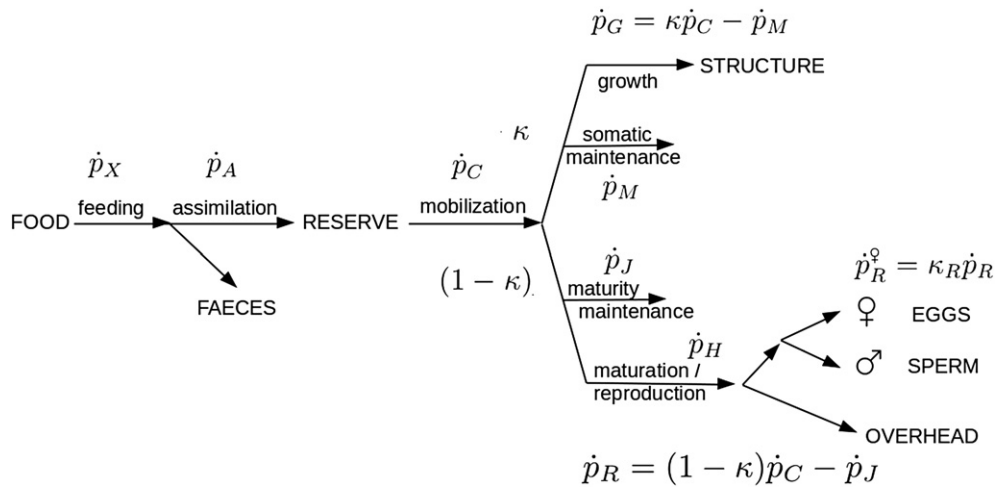 ṗ_G = κṗ_C − ṗ_M
growth
STRUCTURE
κ
somatic
maintenance
ṗ_M
ṗ_X
ṗ_A
ṗ_C
FOOD
feeding
assimilation
RESERVE
mobilization
FAECES
(1 − κ)
ṗ_J
maturity
maintenance
ṗ_H
maturation /
reproduction
ṗ_R^♀ = κ_R ṗ_R
♀ EGGS
♂ SPERM
OVERHEAD
ṗ_R = (1 − κ)ṗ_C − ṗ_J